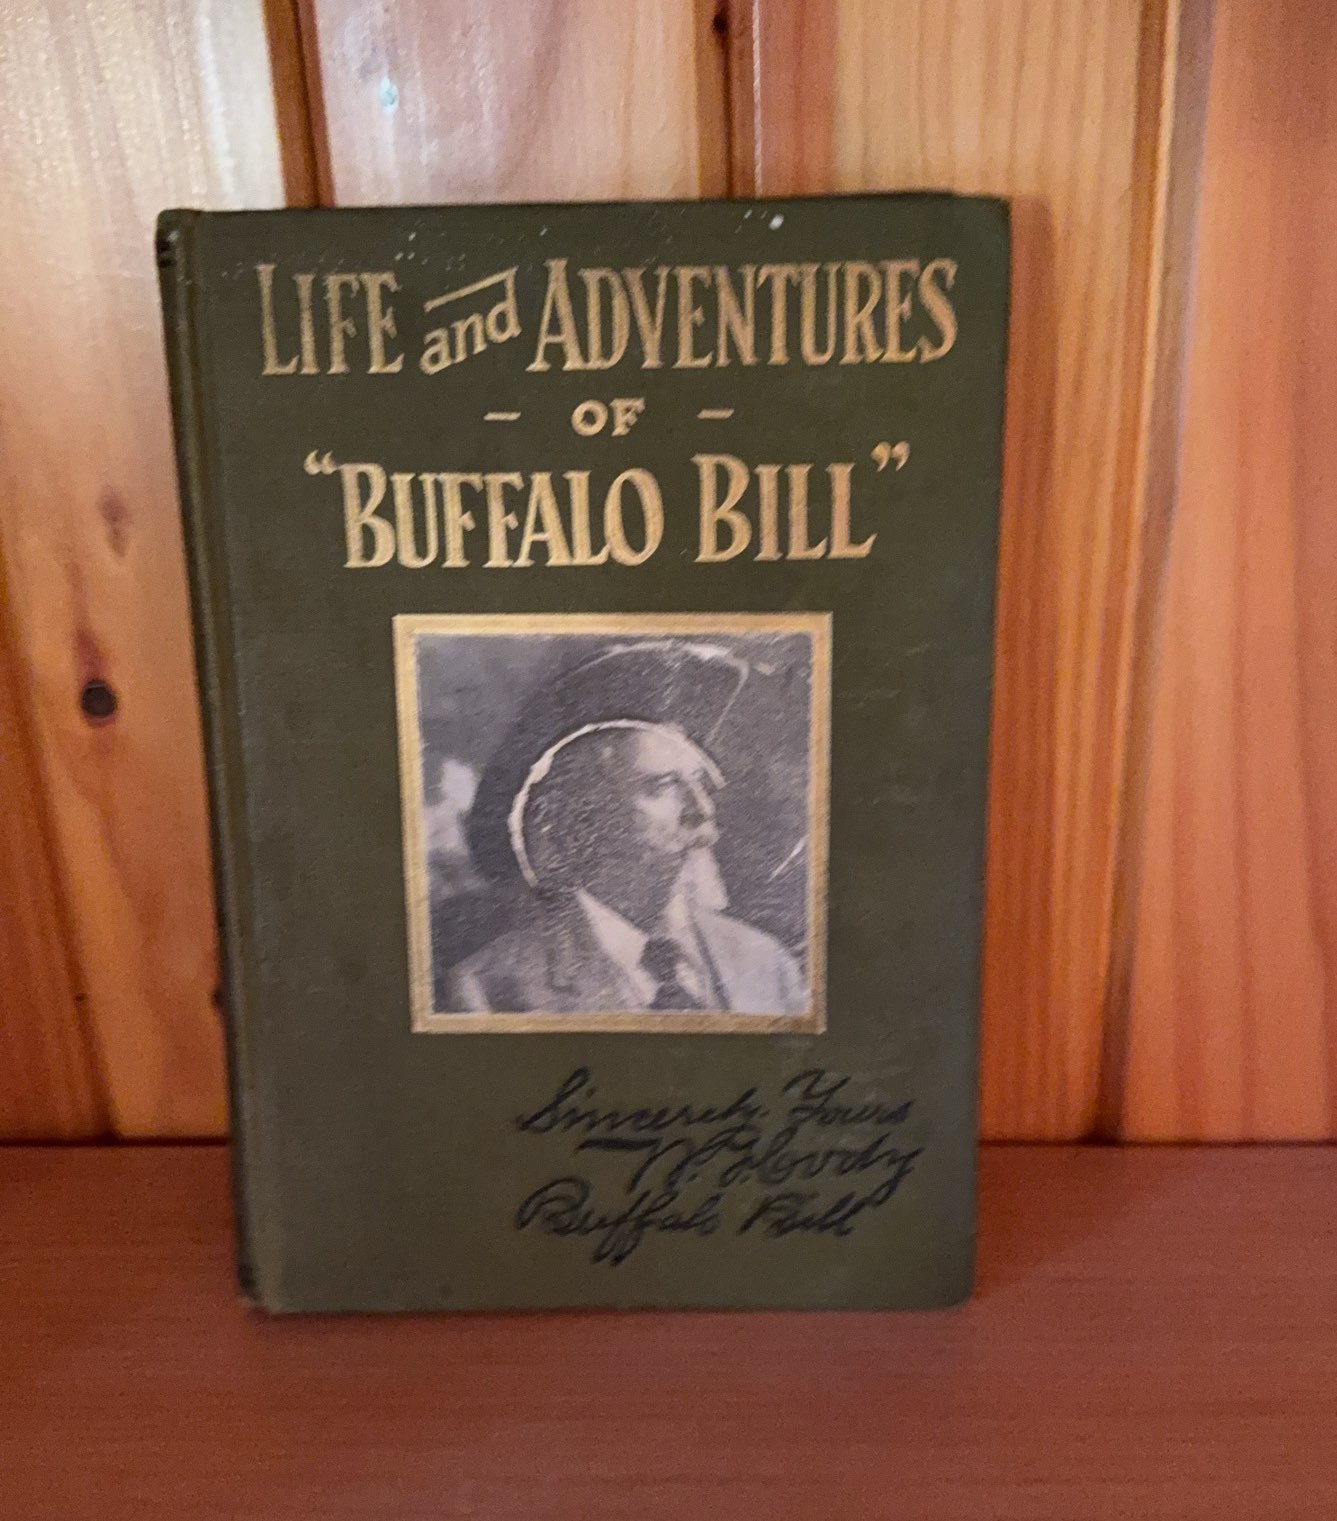 LIFE and ADVENTURES
- OF -
“BUFFALO BILL”
Sincerely Yours
W. F. Cody
Buffalo Bill